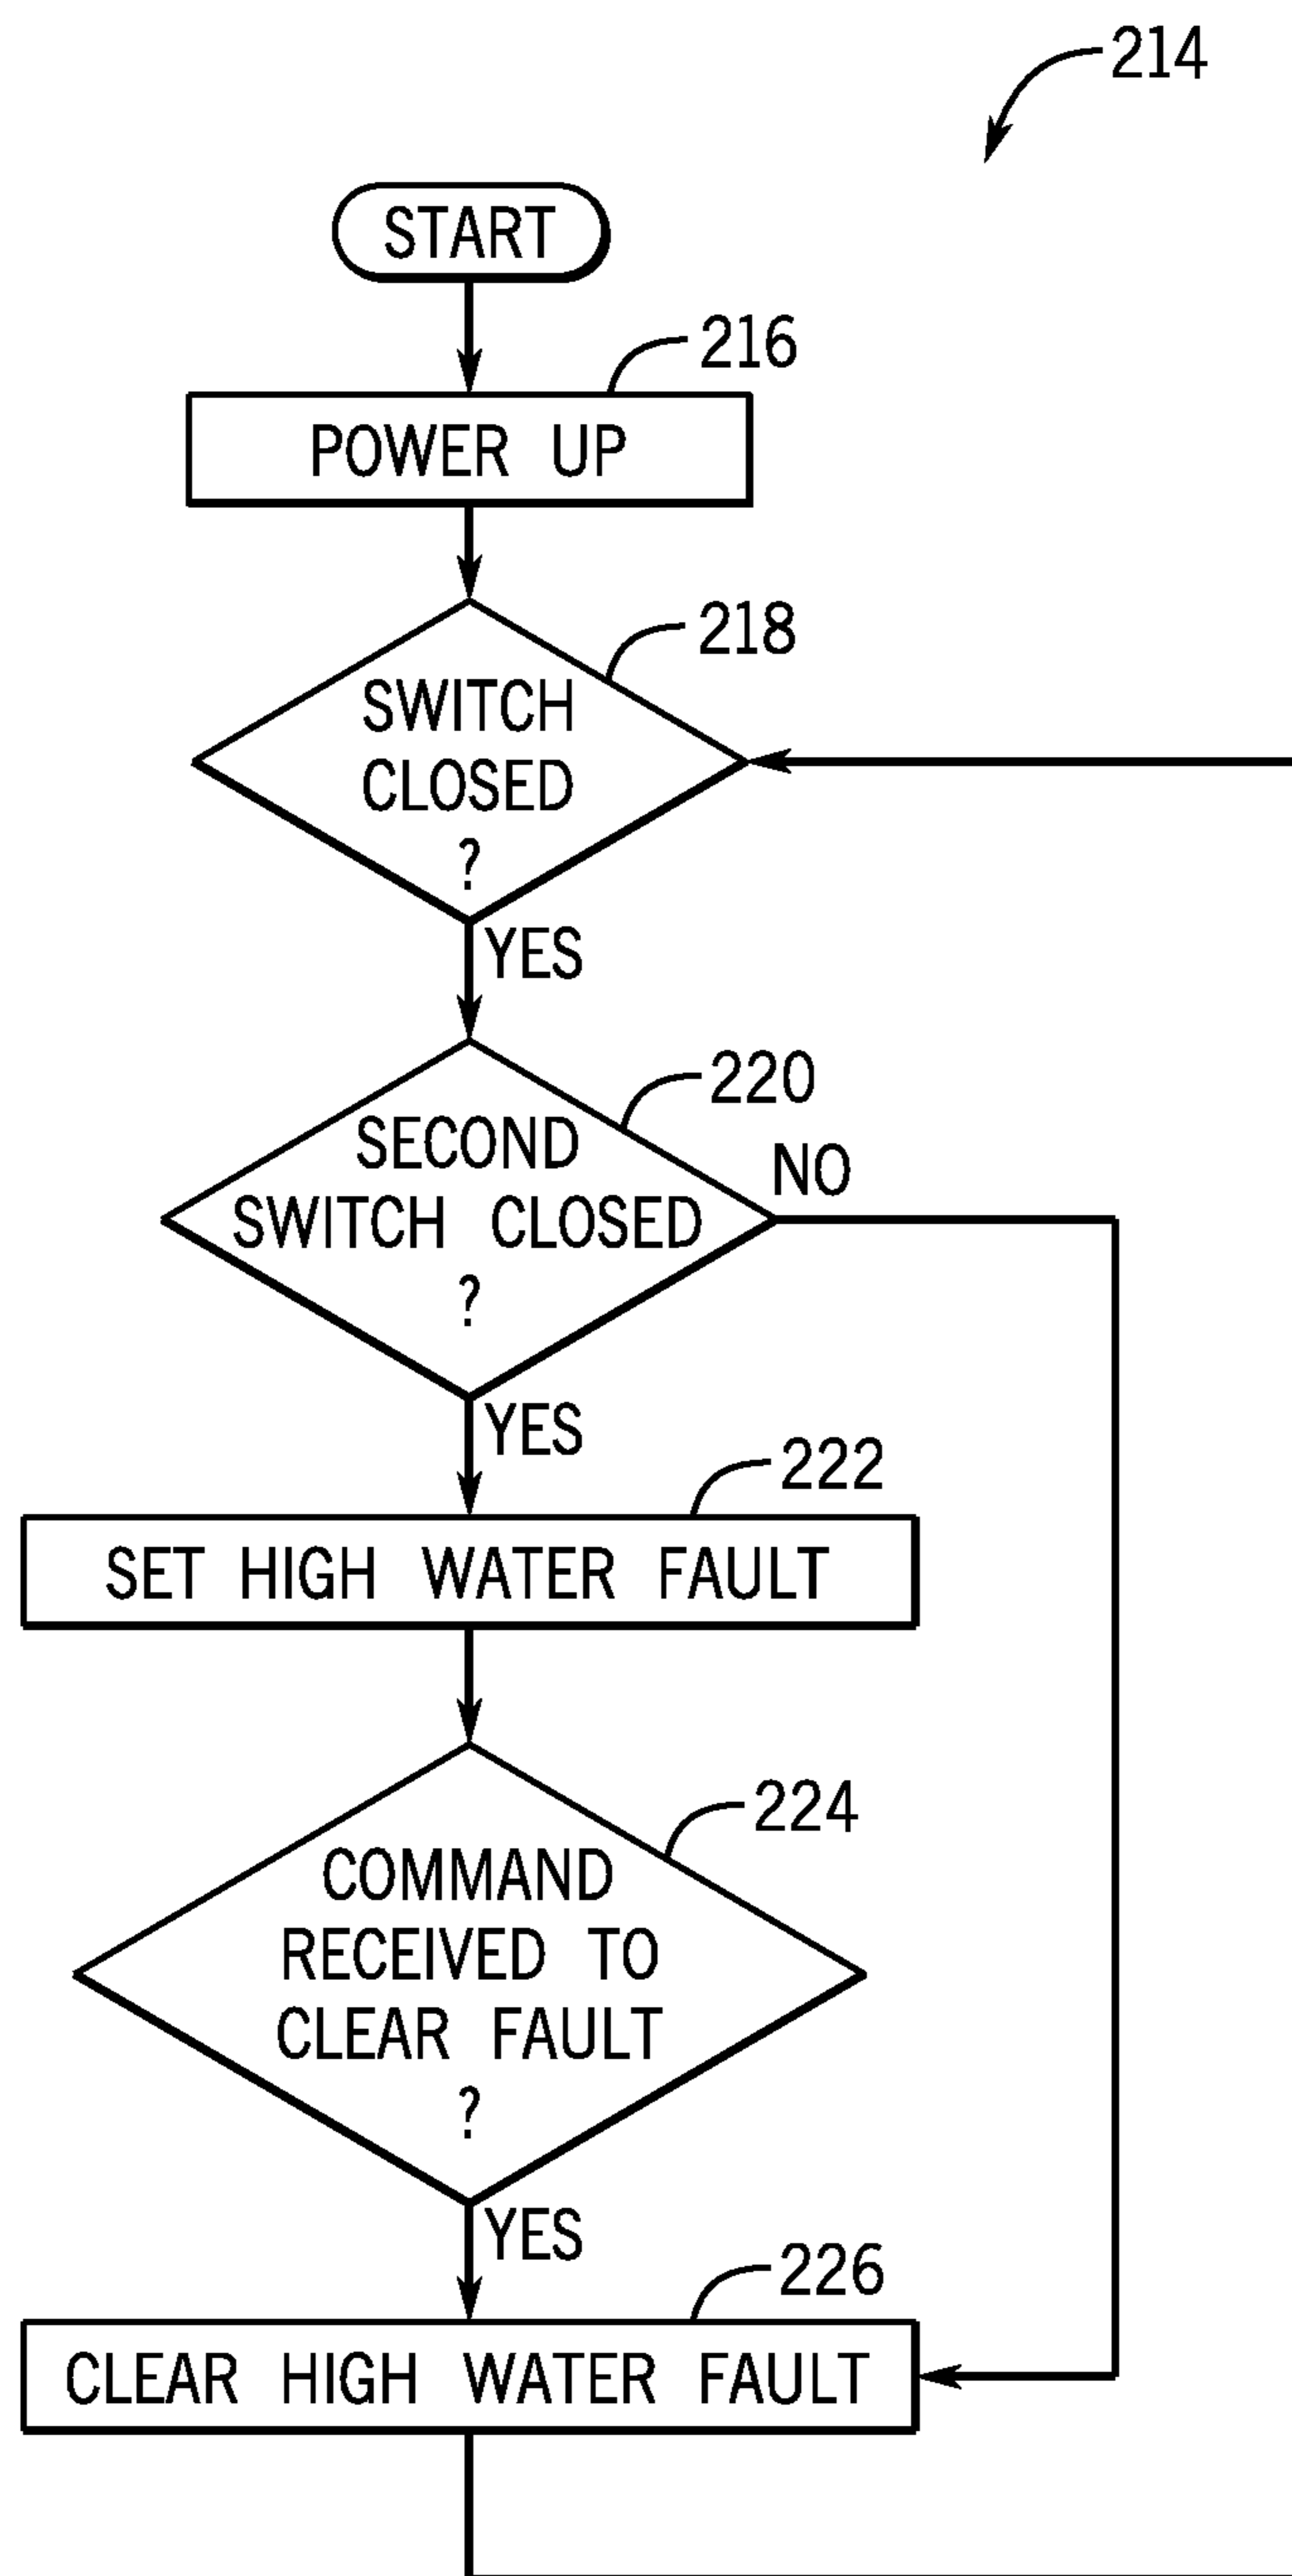 214
START
216
POWER UP
218
SWITCH
CLOSED
?
YES
220
SECOND
SWITCH CLOSED
?
NO
YES
222
SET HIGH WATER FAULT
224
COMMAND
RECEIVED TO
CLEAR FAULT
?
YES
226
CLEAR HIGH WATER FAULT